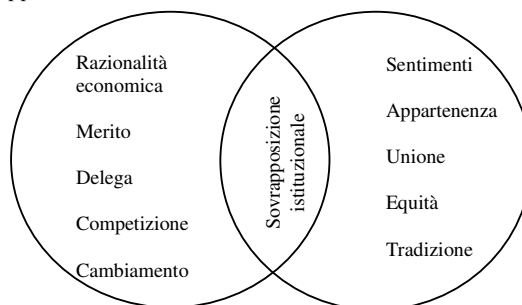 Razionalità
economica
Merito
Delega
Competizione
Cambiamento
Sovrapposizione
istituzionale
Sentimenti
Appartenenza
Unione
Equità
Tradizione